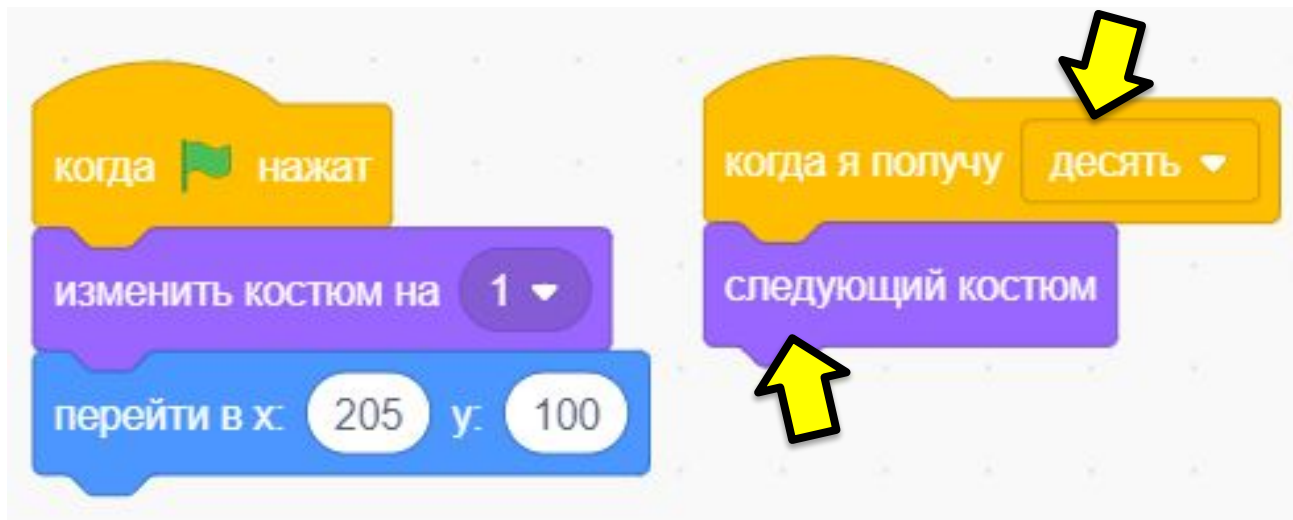 когда нажат
изменить костюм на 1
перейти в x: 205 y: 100
когда я получу десять
следующий костюм